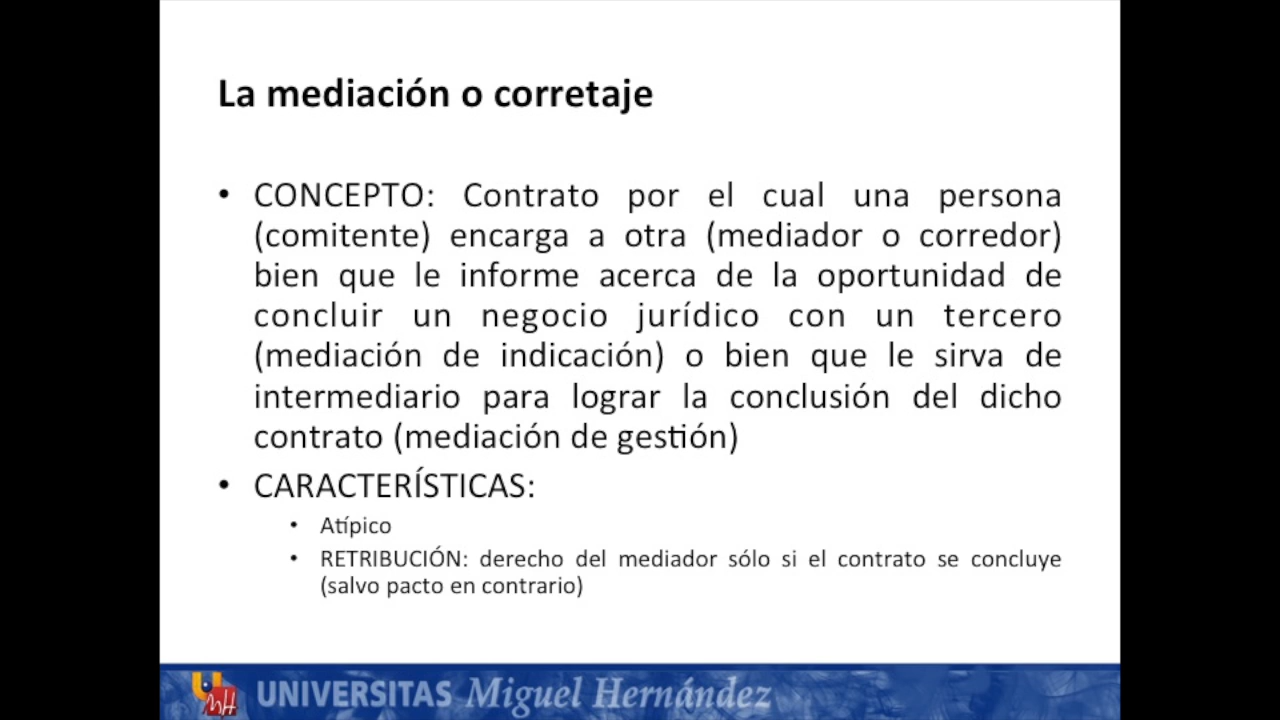 La mediación o corretaje
• CONCEPTO: Contrato por el cual una persona
(comitente) encarga a otra (mediador o corredor)
bien que le informe acerca de la oportunidad de
concluir un negocio jurídico con un tercero
(mediación de indicación) o bien que le sirva de
intermediario para lograr la conclusión del dicho
contrato (mediación de gestión)
• CARACTERÍSTICAS:
• Atípico
• RETRIBUCIÓN: derecho del mediador sólo si el contrato se concluye
(salvo pacto en contrario)
UMH UNIVERSITAS Miguel Hernández